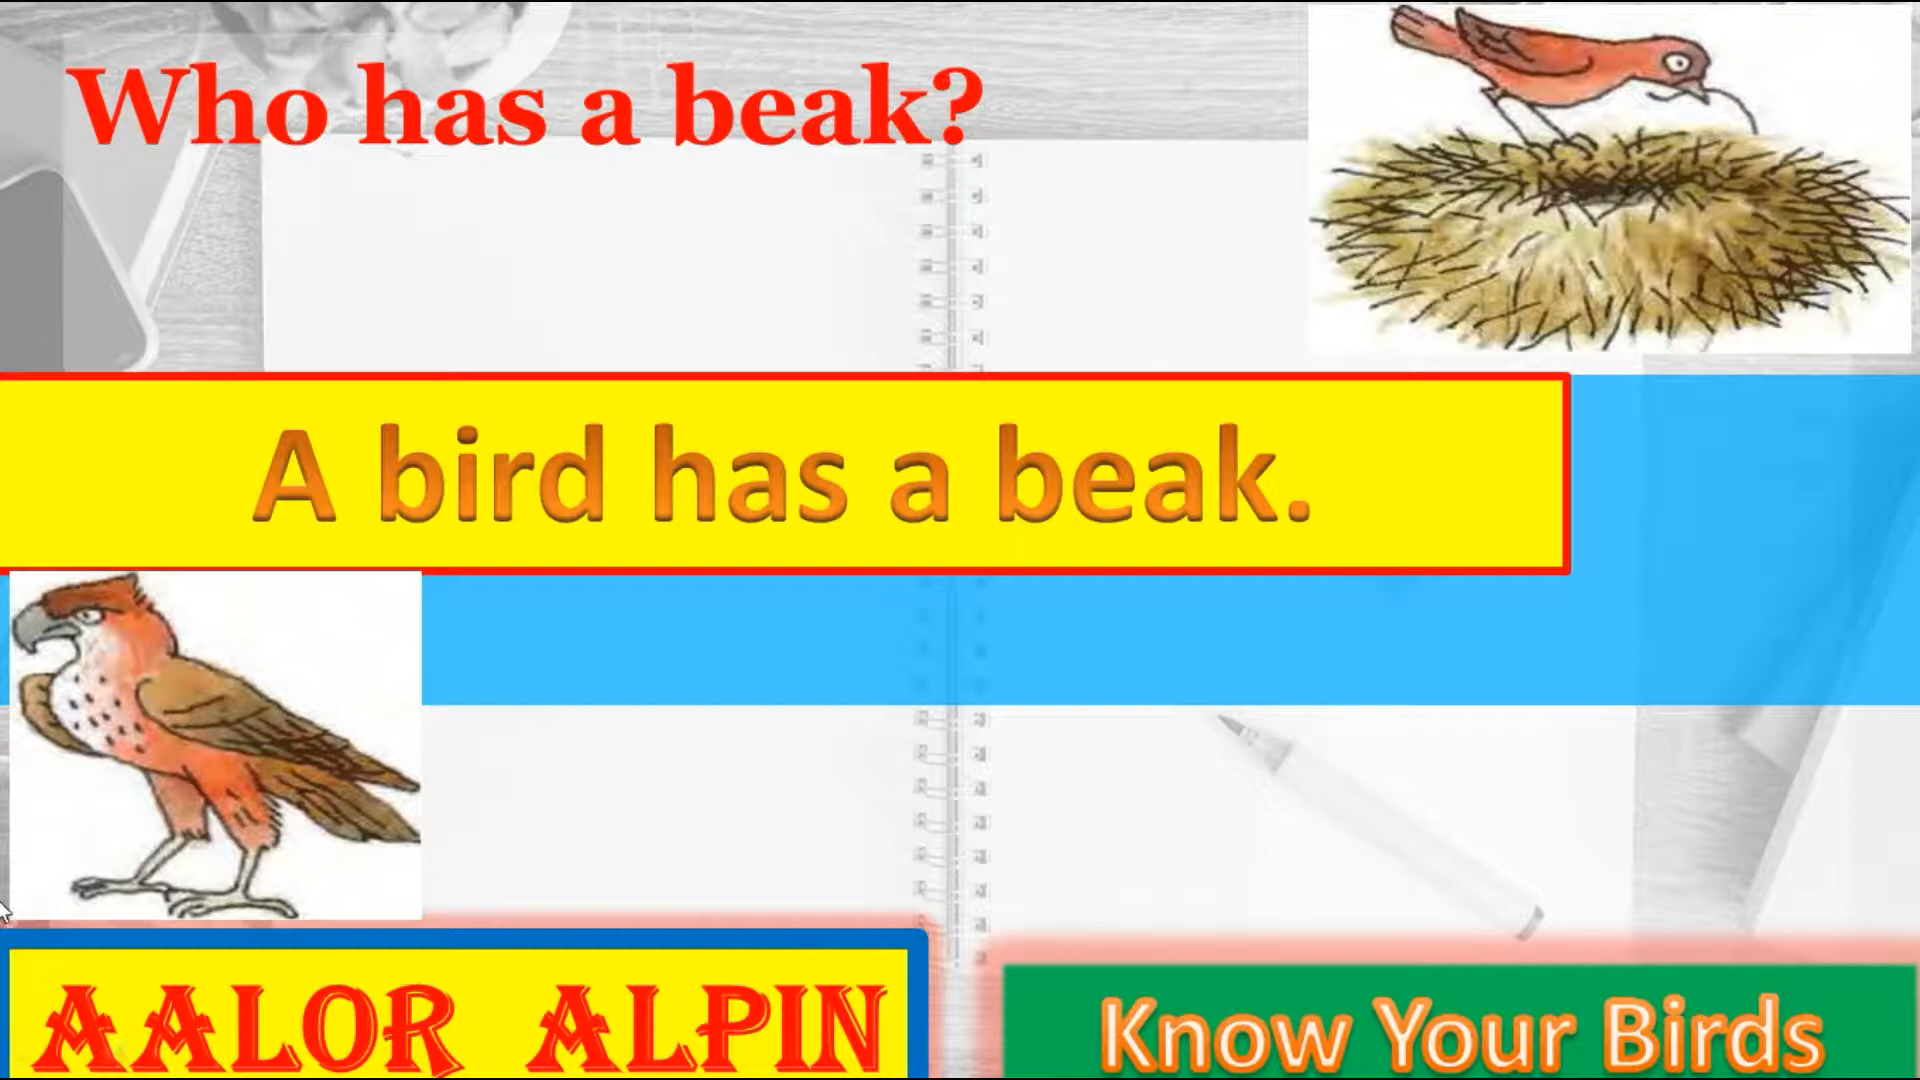 Who has a beak?
A bird has a beak.
AALOR ALPIN
Know Your Birds